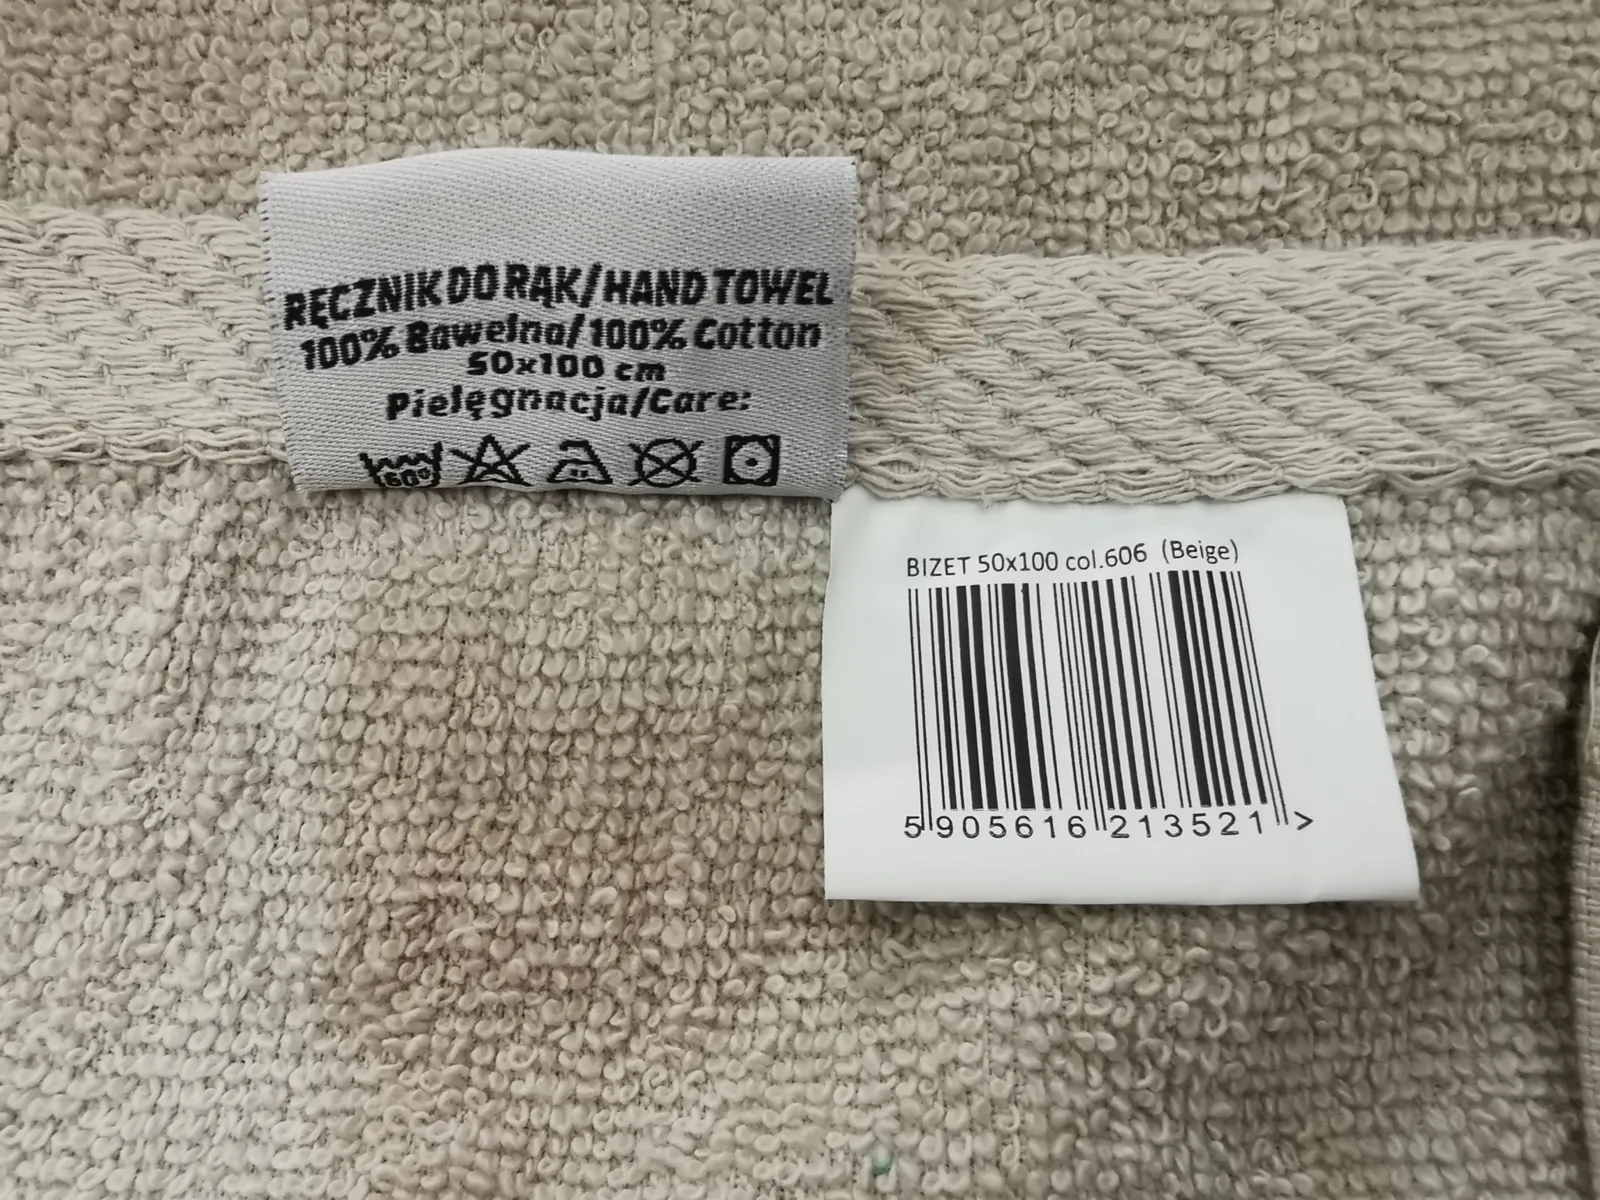 RĘCZNIK DO RĄK/HAND TOWEL
100% Bawełna/100% Cotton
50x100 cm
Pielęgnacja/Care:
60°
BIZET 50x100 col.606 (Beige)
5 905616 213521 >